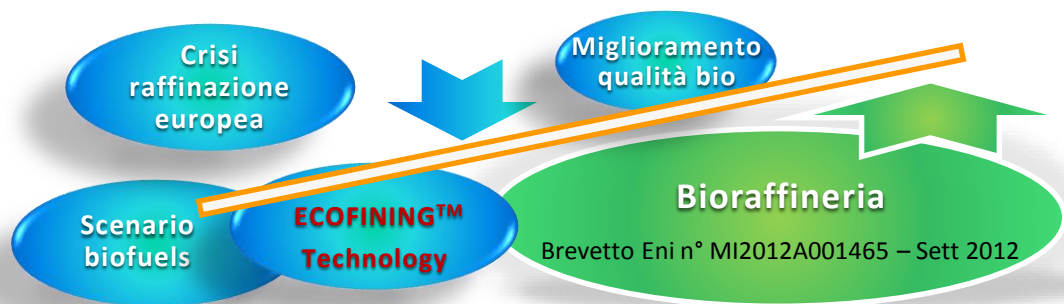 Crisi
raffinazione
europea
Miglioramento
qualità bio
Scenario
biofuels
ECOFINING™
Technology
Bioraffineria
Brevetto Eni n° MI2012A001465 – Sett 2012